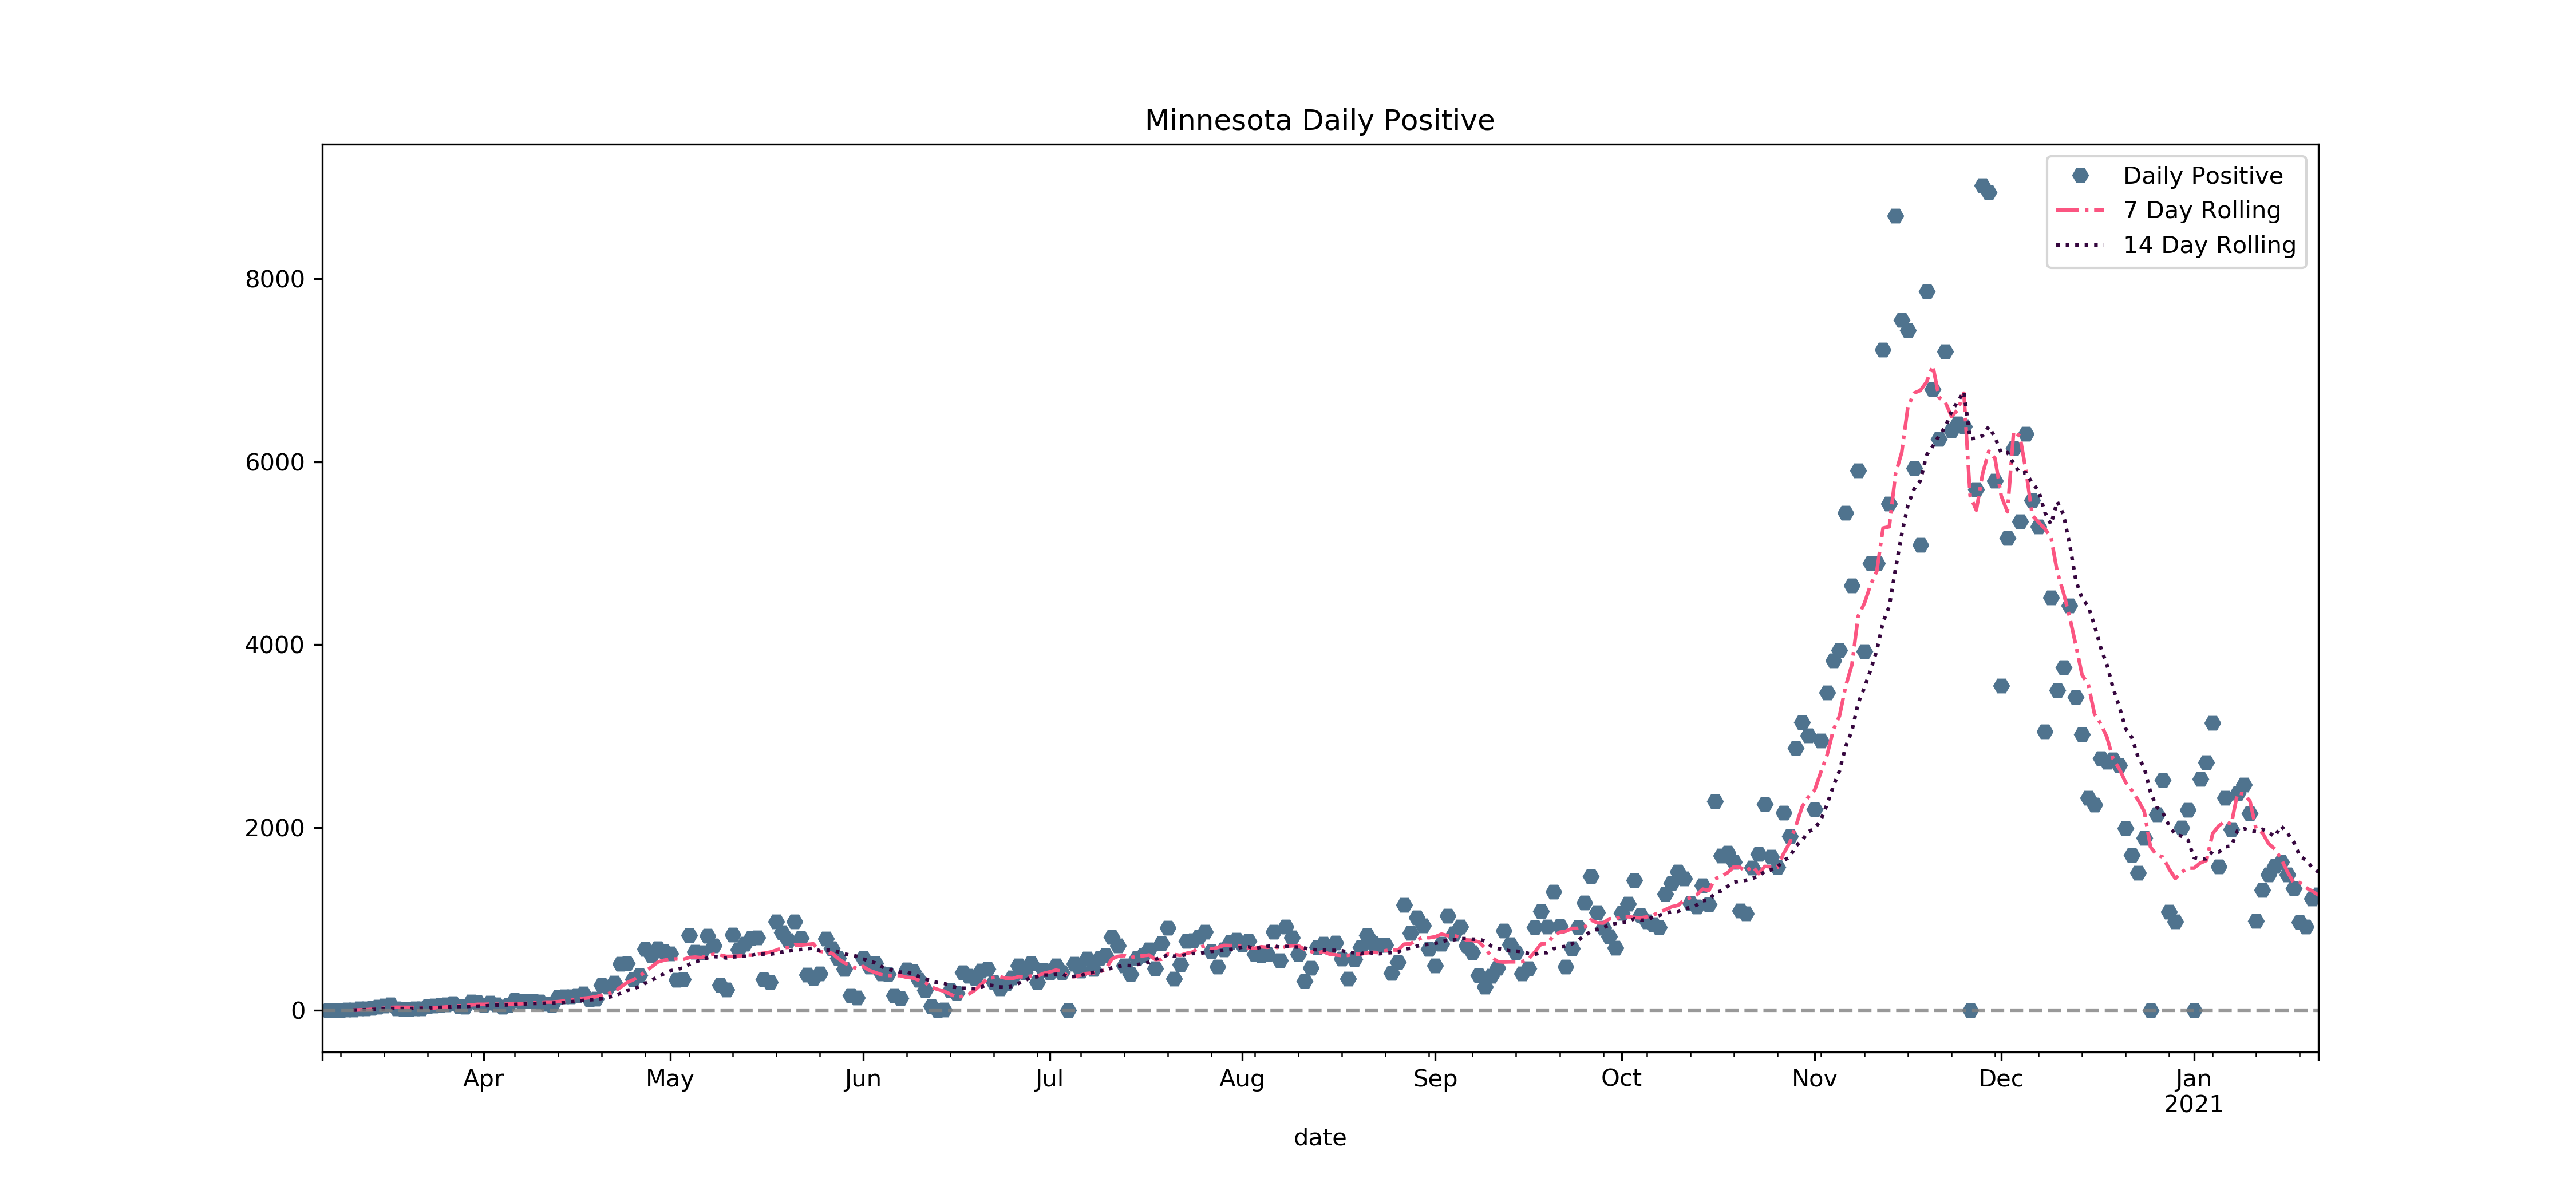 Minnesota Daily Positive
Daily Positive
7 Day Rolling
14 Day Rolling
8000
6000
4000
2000
0
Apr May Jun Jul Aug Sep Oct Nov Dec Jan
2021
date